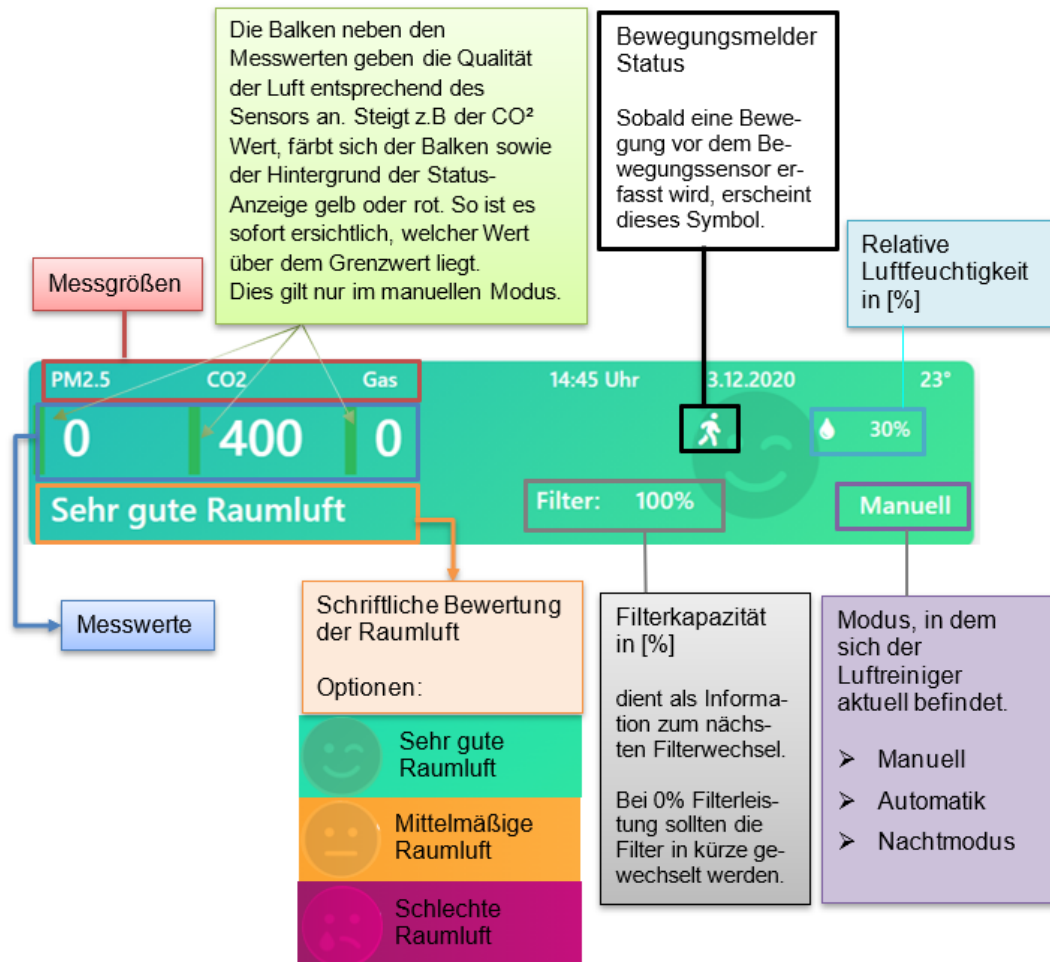 Die Balken neben den
Messwerten geben die Qualität
der Luft entsprechend des
Sensors an. Steigt z.B der CO²
Wert, färbt sich der Balken sowie
der Hintergrund der Status-
Anzeige gelb oder rot. So ist es
sofort ersichtlich, welcher Wert
über dem Grenzwert liegt.
Dies gilt nur im manuellen Modus.
Bewegungsmelder
Status
Sobald eine Bewe-
gung vor dem Be-
wegungssensor er-
fasst wird, erscheint
dieses Symbol.
Relative
Luftfeuchtigkeit
in [%]
Messgrößen
PM2.5 CO2 Gas 14:45 Uhr 3.12.2020 23°
0 400 0 30%
Sehr gute Raumluft Filter: 100% Manuell
Messwerte
Schriftliche Bewertung
der Raumluft
Optionen:
Sehr gute
Raumluft
Mittelmäßige
Raumluft
Schlechte
Raumluft
Filterkapazität
in [%]
dient als Informa-
tion zum nächs-
ten Filterwechsel.
Bei 0% Filterleis-
tung sollten die
Filter in kürze ge-
wechselt werden.
Modus, in dem
sich der
Luftreiniger
aktuell befindet.
➢ Manuell
➢ Automatik
➢ Nachtmodus